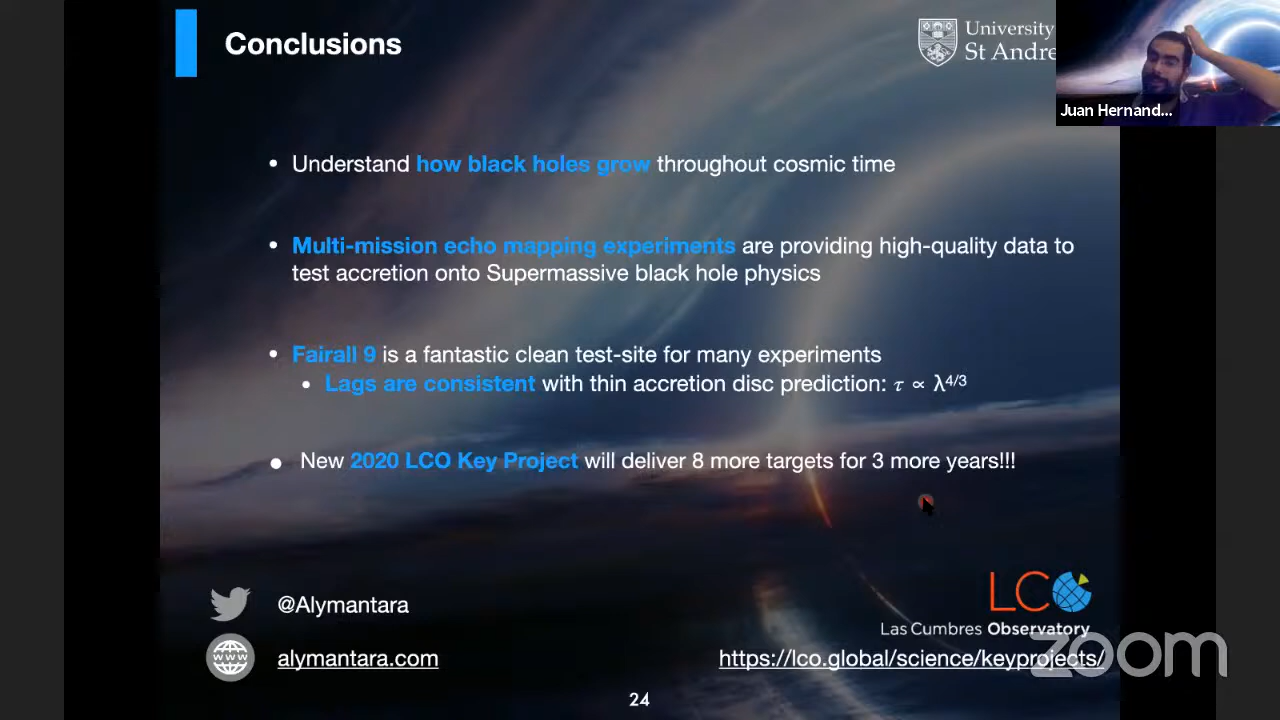 Conclusions
University
St Andre
Juan Hernand...
• Understand how black holes grow throughout cosmic time
• Multi-mission echo mapping experiments are providing high-quality data to
test accretion onto Supermassive black hole physics
• Fairall 9 is a fantastic clean test-site for many experiments
• Lags are consistent with thin accretion disc prediction: τ ∝ λ^4/3
• New 2020 LCO Key Project will deliver 8 more targets for 3 more years!!!
@Alymantara
LCO
Las Cumbres Observatory
www
alymantara.com
https://lco.global/science/keyprojects/
zoom
24